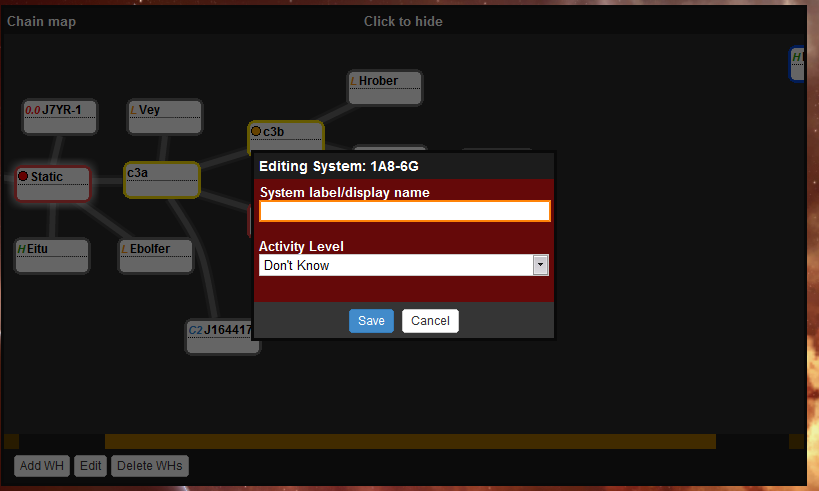 Chain map
Click to hide
H
L Hrober
0.0 J7YR-1
L Vey
c3b
Static
c3a
Editing System: 1A8-6G
System label/display name
Activity Level
Don't Know
H Eitu
L Ebolfer
C2 J164417
Save
Cancel
Add WH
Edit
Delete WHs